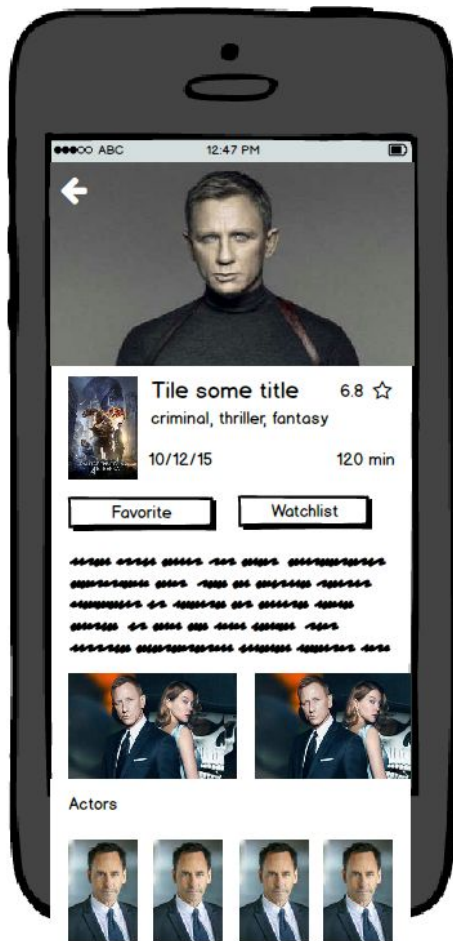 ABC 12:47 PM
Tile some title 6.8
criminal, thriller, fantasy
10/12/15 120 min
Favorite Watchlist
Actors